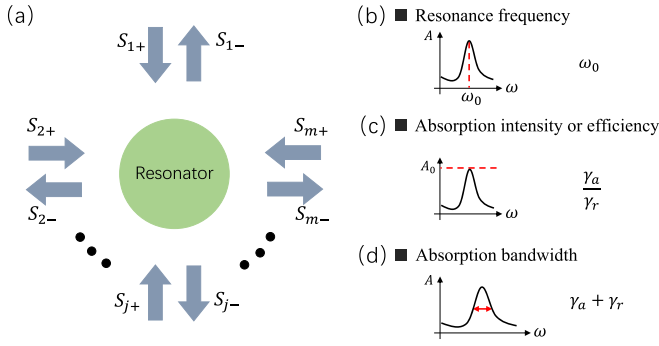 (a)
S₁₊ S₁₋
S₂₊ Sₘ₊
Resonator
S₂₋ Sₘ₋
Sⱼ₊ Sⱼ₋
(b) ■ Resonance frequency
A
ω₀
ω₀ ω
(c) ■ Absorption intensity or efficiency
A₀
γₐ
γᵣ
ω
(d) ■ Absorption bandwidth
A
γₐ + γᵣ
ω